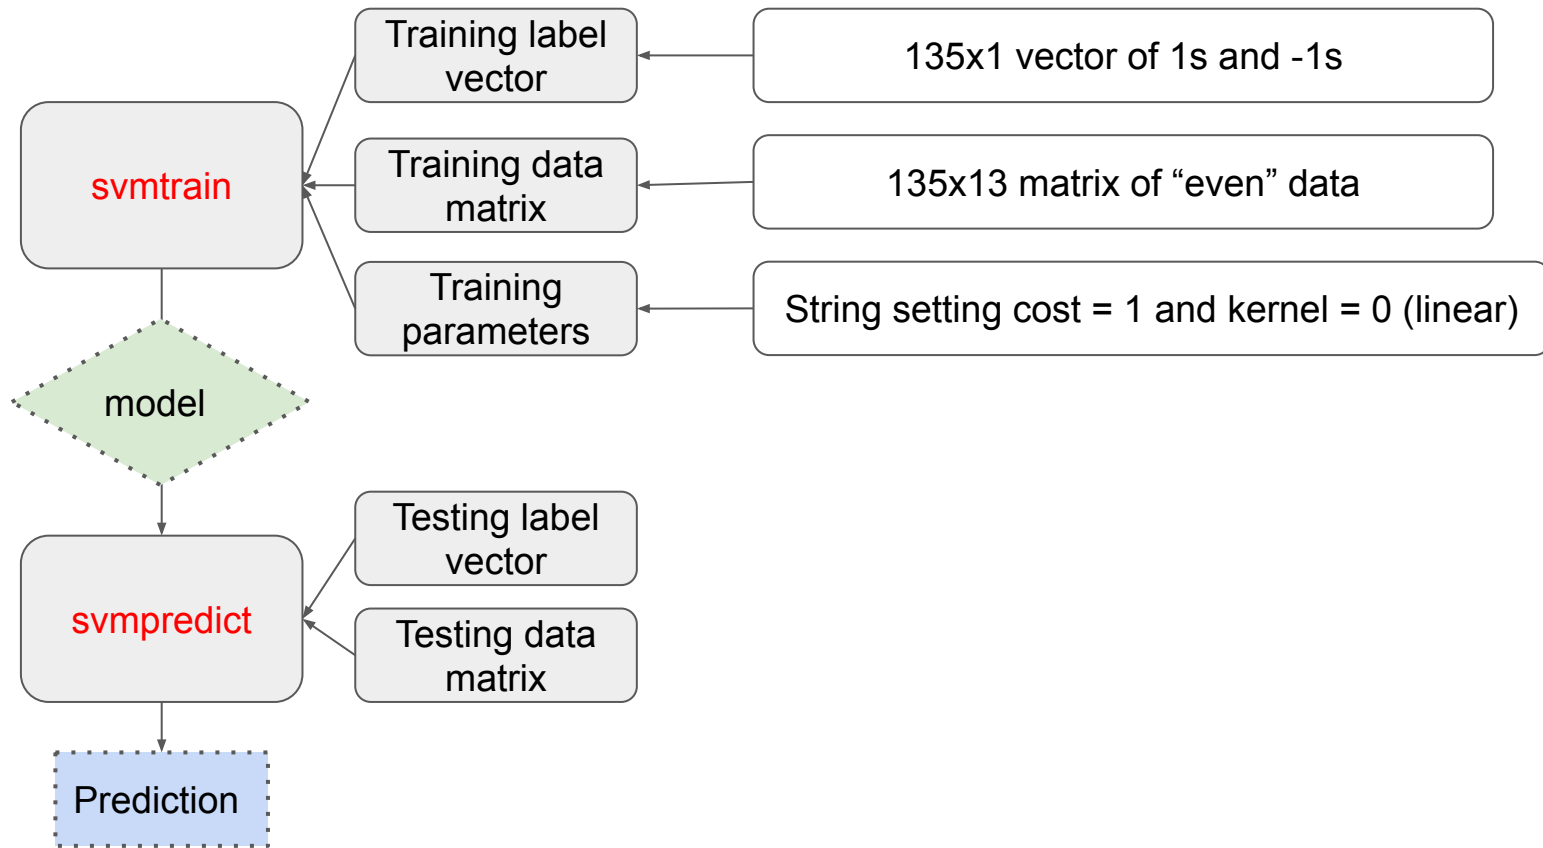 Training label
vector
135x1 vector of 1s and -1s
svmtrain
Training data
matrix
135x13 matrix of “even” data
Training
parameters
String setting cost = 1 and kernel = 0 (linear)
model
Testing label
vector
svmpredict
Testing data
matrix
Prediction